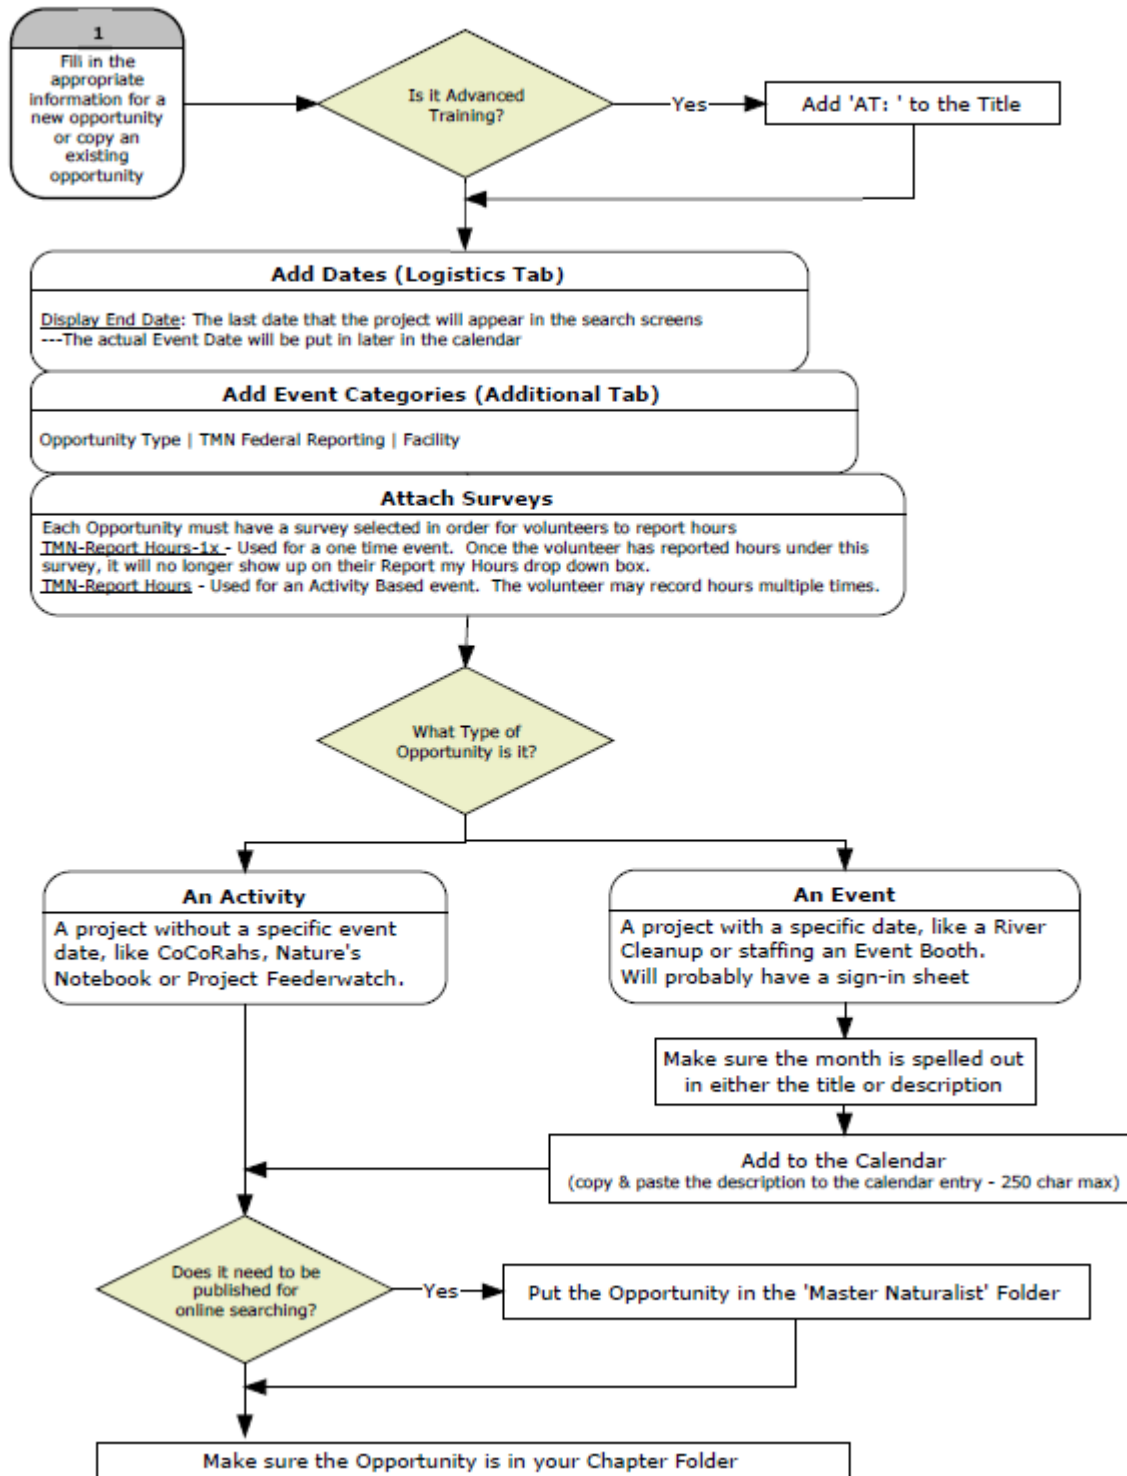 1
Fill in the
appropriate
information for a
new opportunity
or copy an
existing
opportunity
Is it Advanced
Training?
Yes
Add 'AT: ' to the Title
Add Dates (Logistics Tab)
Display End Date: The last date that the project will appear in the search screens
---The actual Event Date will be put in later in the calendar
Add Event Categories (Additional Tab)
Opportunity Type | TMN Federal Reporting | Facility
Attach Surveys
Each Opportunity must have a survey selected in order for volunteers to report hours
TMN-Report Hours-1x - Used for a one time event. Once the volunteer has reported hours under this
survey, it will no longer show up on their Report my Hours drop down box.
TMN-Report Hours - Used for an Activity Based event. The volunteer may record hours multiple times.
What Type of
Opportunity is it?
An Activity
A project without a specific event
date, like CoCoRahs, Nature's
Notebook or Project Feederwatch.
An Event
A project with a specific date, like a River
Cleanup or staffing an Event Booth.
Will probably have a sign-in sheet
Make sure the month is spelled out
in either the title or description
Add to the Calendar
(copy & paste the description to the calendar entry - 250 char max)
Does it need to be
published for
online searching?
Yes
Put the Opportunity in the 'Master Naturalist' Folder
Make sure the Opportunity is in your Chapter Folder